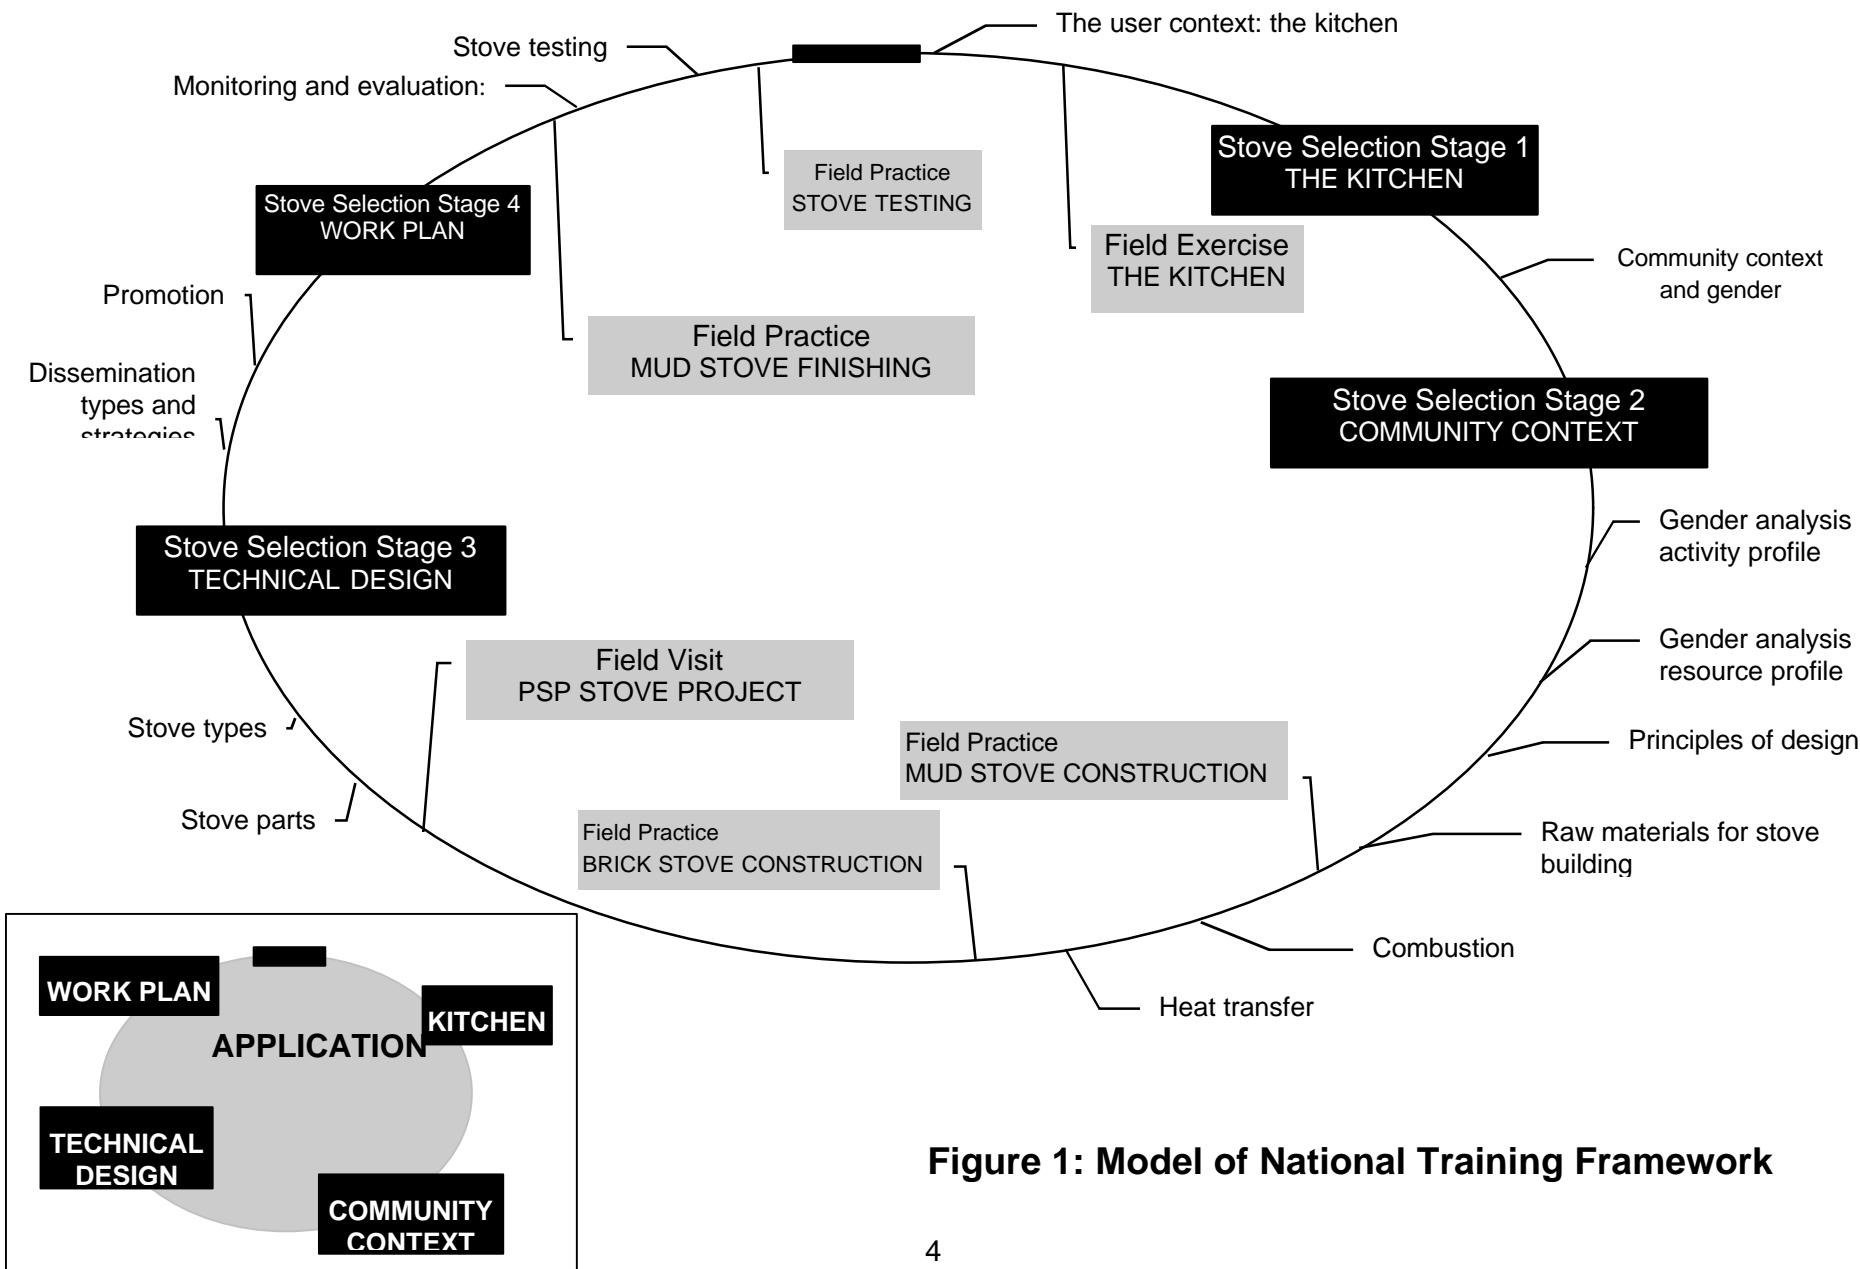 The user context: the kitchen
Stove testing
Monitoring and evaluation:
Stove Selection Stage 1
THE KITCHEN
Field Practice
STOVE TESTING
Stove Selection Stage 4
WORK PLAN
Field Exercise
THE KITCHEN
Community context
and gender
Promotion
Field Practice
MUD STOVE FINISHING
Dissemination
types and
strategies
Stove Selection Stage 2
COMMUNITY CONTEXT
Gender analysis
activity profile
Stove Selection Stage 3
TECHNICAL DESIGN
Gender analysis
resource profile
Field Visit
PSP STOVE PROJECT
Stove types
Principles of design
Field Practice
MUD STOVE CONSTRUCTION
Stove parts
Field Practice
BRICK STOVE CONSTRUCTION
Raw materials for stove
building
Combustion
Heat transfer
WORK PLAN
KITCHEN
APPLICATION
TECHNICAL
DESIGN
COMMUNITY
CONTEXT
Figure 1: Model of National Training Framework
4